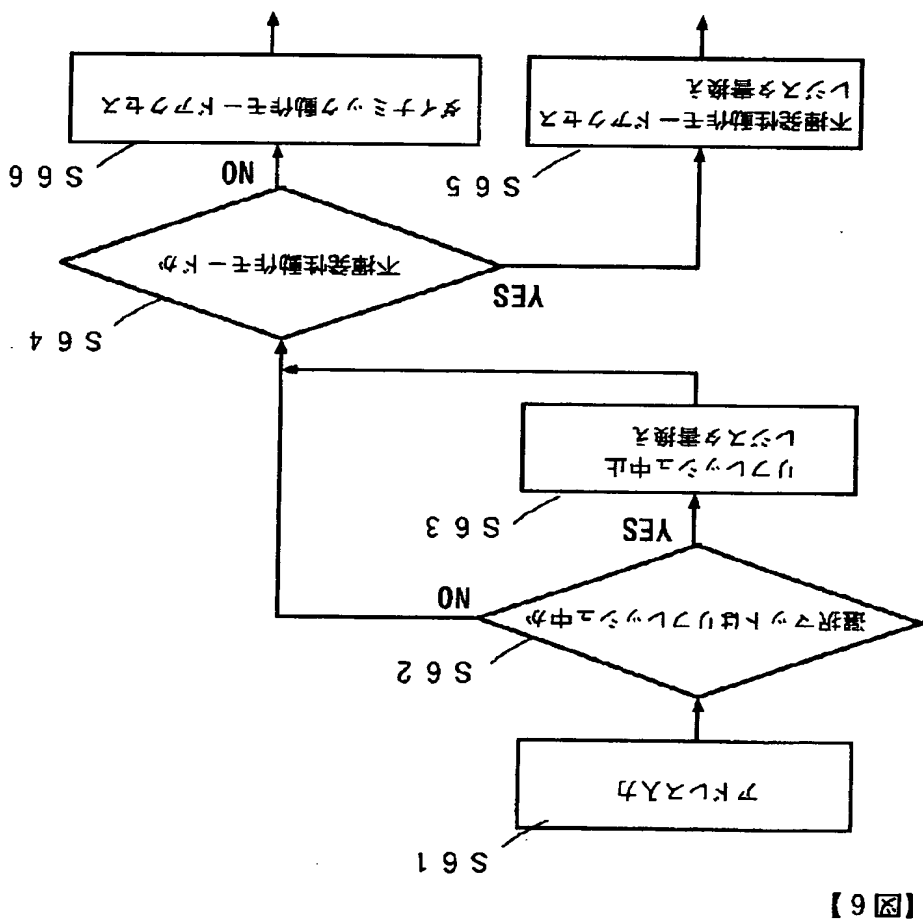 【図6】
S61
アドレス入力
S62
選択マットはリフレッシュ中か
NO
YES
S63
リフレッシュ中止
レジスタ書換え
S64
不揮発性動作モードか
YES
NO
S65
不揮発性動作モードアクセス
レジスタ書換え
S66
ダイナミック動作モードアクセス